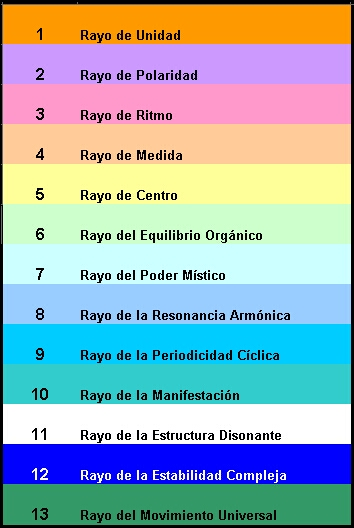 1 Rayo de Unidad
2 Rayo de Polaridad
3 Rayo de Ritmo
4 Rayo de Medida
5 Rayo de Centro
6 Rayo del Equilibrio Orgánico
7 Rayo del Poder Místico
8 Rayo de la Resonancia Armónica
9 Rayo de la Periodicidad Cíclica
10 Rayo de la Manifestación
11 Rayo de la Estructura Disonante
12 Rayo de la Estabilidad Compleja
13 Rayo del Movimiento Universal